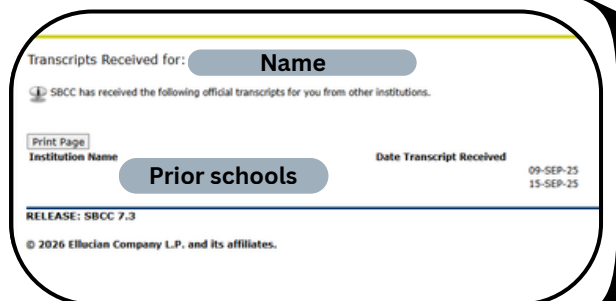 Transcripts Received for: Name
SBCC has received the following official transcripts for you from other institutions.
Print Page
Institution Name Date Transcript Received
Prior schools
09-SEP-25
15-SEP-25
RELEASE: SBCC 7.3
© 2026 Ellucian Company L.P. and its affiliates.